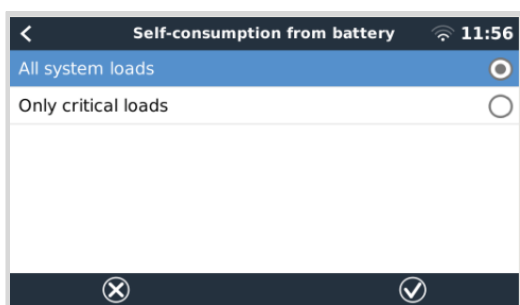 Self-consumption from battery 11:56
All system loads
Only critical loads